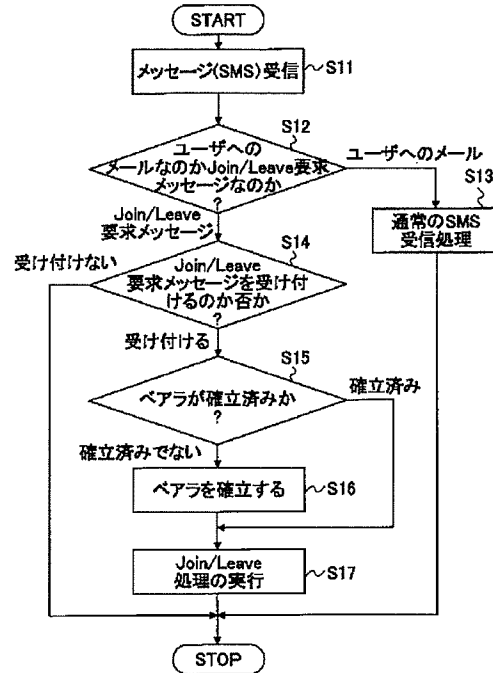 START
メッセージ(SMS)受信
S11
S12
ユーザへの
メールなのかJoin/Leave要求
メッセージなのか
?
ユーザへのメール
S13
通常のSMS
受信処理
Join/Leave
要求メッセージ
S14
受け付けない
Join/Leave
要求メッセージを受け付
けるのか否か
?
受け付ける
S15
ベアラが確立済みか
?
確立済み
確立済みでない
ベアラを確立する
S16
Join/Leave
処理の実行
S17
STOP